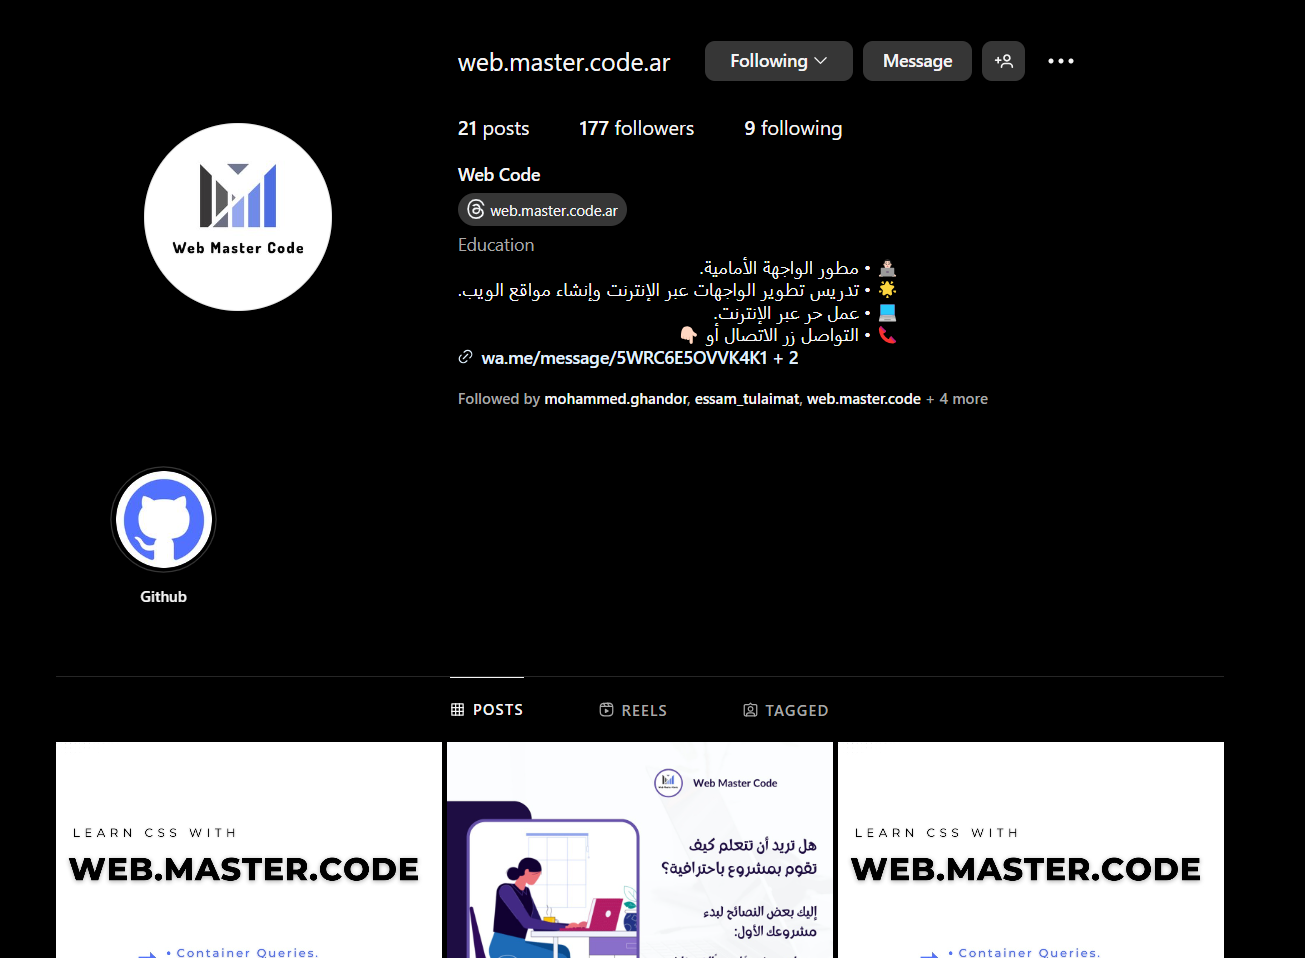 web.master.code.ar
Following
Message
21 posts
177 followers
9 following
Web Master Code
Web Code
web.master.code.ar
Education
👨🏻‍💻 • مطور الواجهة الأمامية.
🌟 • تدريس تطوير الواجهات عبر الإنترنت وإنشاء مواقع الويب.
💻 • عمل حر عبر الإنترنت.
📞 • التواصل زر الاتصال أو 👇🏻
wa.me/message/5WRC6E5OVVK4K1 + 2
Followed by mohammed.ghandor, essam_tulaimat, web.master.code + 4 more
Github
POSTS
REELS
TAGGED
LEARN CSS WITH
WEB.MASTER.CODE
• Container Queries.
Web Master Code
هل تريد أن تتعلم كيف
تقوم بمشروع باحترافية؟
إليك بعض النصائح لبدء
مشروعك الأول:
LEARN CSS WITH
WEB.MASTER.CODE
• Container Queries.